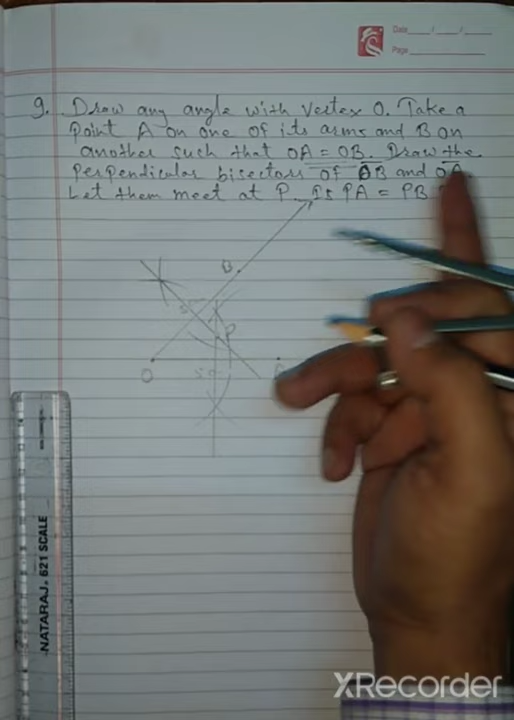 Date
Page
9. Draw any angle with Vertex O. Take a
point A on one of its arms and B on
another such that OA = OB. Draw the
perpendicular bisectors of OB and OA.
Let them meet at P. Is PA = PB
B
P
O
NATARAJ. 621 SCALE
XRecorder